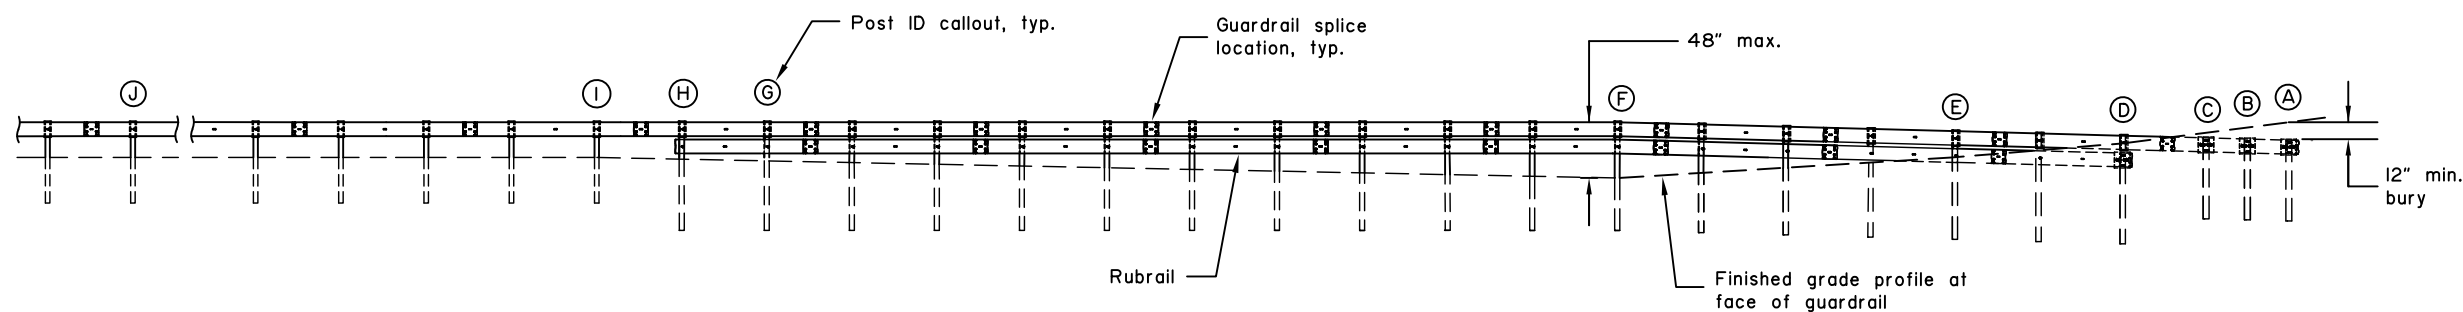 Post ID callout, typ.
Guardrail splice
location, typ.
48" max.
J
I
H
G
F
E
D
C
B
A
12" min.
bury
Rubrail
Finished grade profile at
face of guardrail